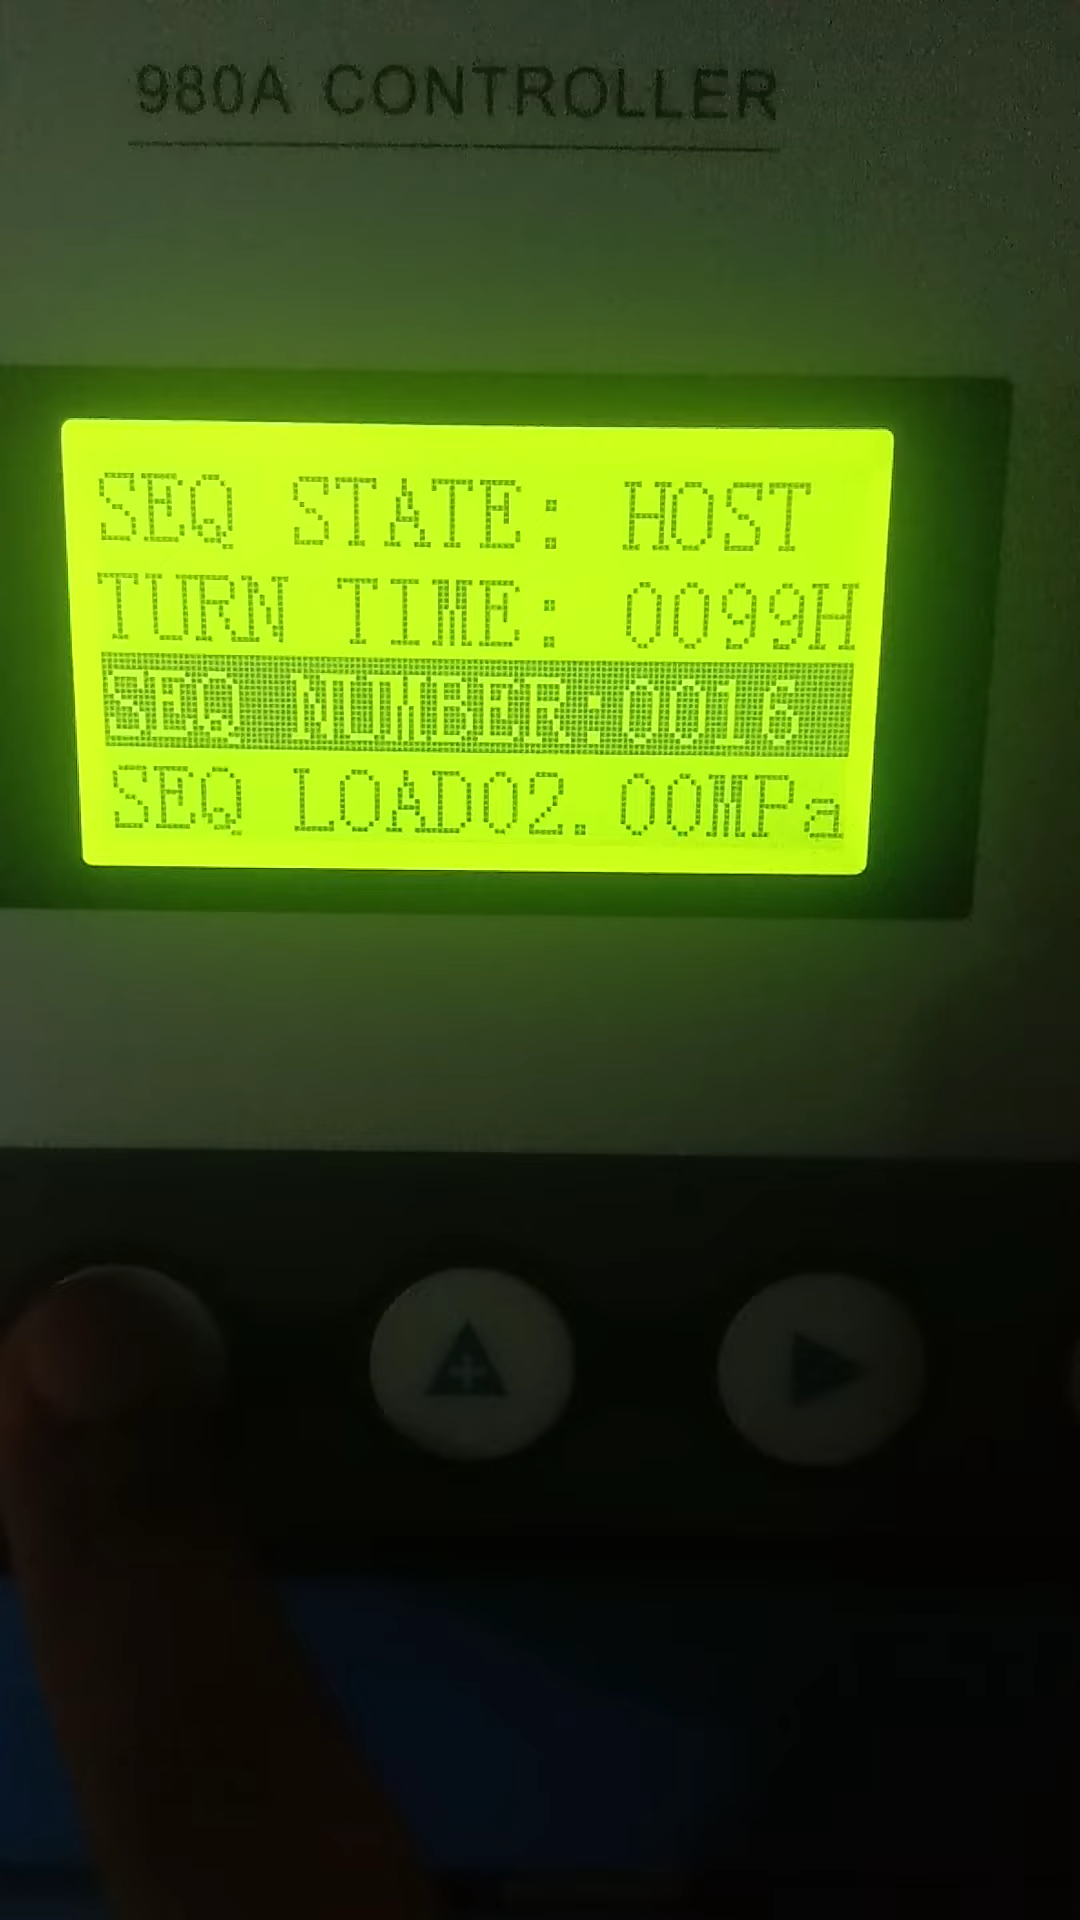 980A CONTROLLER
SEQ STATE: HOST
TURN TIME: 0099H
SEQ NUMBER:0016
SEQ LOAD02.00MPa